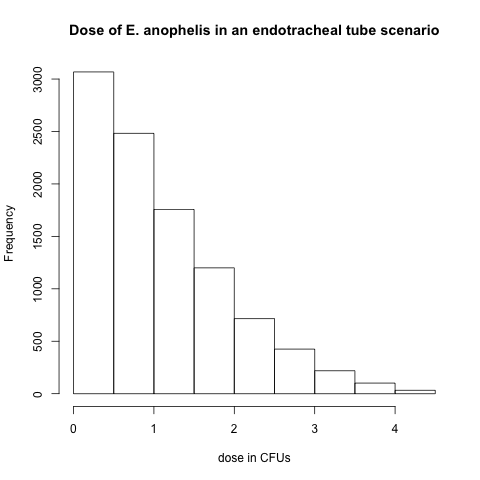 Dose of E. anophelis in an endotracheal tube scenario
3000
2500
2000
1500
1000
500
0
Frequency
0 1 2 3 4
dose in CFUs